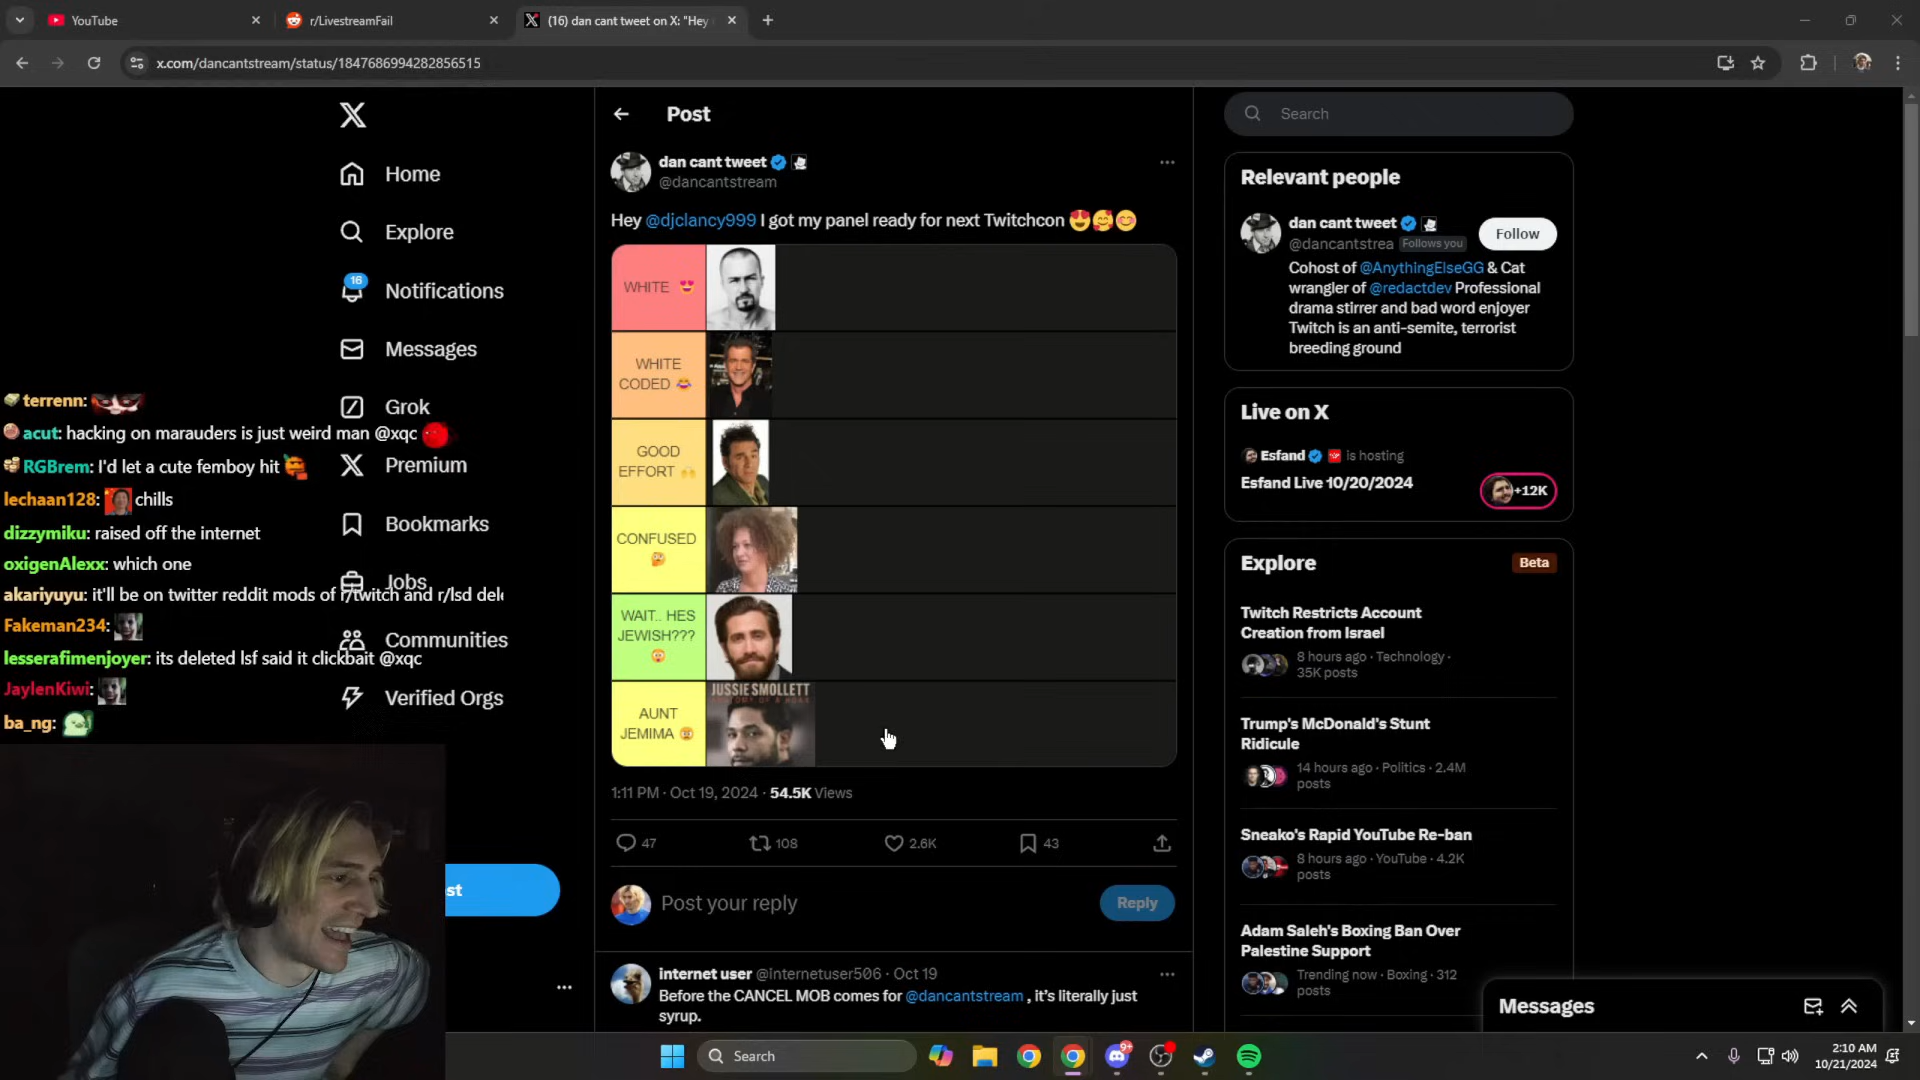 YouTube
r/LivestreamFail
(16) dan cant tweet on X: "Hey
x.com/dancantstream/status/1847686994282856515
Home
Explore
Notifications
16
Messages
Grok
Premium
Bookmarks
Jobs
Communities
Verified Orgs
st
terrenn:
acut: hacking on marauders is just weird man @xqc
RGBrem: I'd let a cute femboy hit
lechaan128: chills
dizzymiku: raised off the internet
oxigenAlexx: which one
akariyuyu: it'll be on twitter reddit mods of r/twitch and r/lsd dele
Fakeman234:
lesserafimenjoyer: its deleted lsf said it clickbait @xqc
JaylenKiwi:
ba_ng:
Post
dan cant tweet
@dancantstream
Hey @djclancy999 I got my panel ready for next Twitchcon 😍🥰😊
WHITE 😍
WHITE
CODED 😂
GOOD
EFFORT 🙌
CONFUSED
🤔
WAIT.. HES
JEWISH???
😱
JUSSIE SMOLLETT
AUNT
JEMIMA
1:11 PM · Oct 19, 2024 · 54.5K Views
47
108
2.6K
43
Post your reply
Reply
internet user @internetuser506 · Oct 19
Before the CANCEL MOB comes for @dancantstream , it's literally just
syrup.
Search
Relevant people
dan cant tweet
@dancantstrea Follows you
Follow
Cohost of @AnythingElseGG & Cat
wrangler of @redactdev Professional
drama stirrer and bad word enjoyer
Twitch is an anti-semite, terrorist
breeding ground
Live on X
Esfand is hosting
Esfand Live 10/20/2024
+12K
Explore
Beta
Twitch Restricts Account
Creation from Israel
8 hours ago · Technology ·
35K posts
Trump's McDonald's Stunt
Ridicule
14 hours ago · Politics · 2.4M
posts
Sneako's Rapid YouTube Re-ban
8 hours ago · YouTube · 4.2K
posts
Adam Saleh's Boxing Ban Over
Palestine Support
Trending now · Boxing · 312
posts
Messages
Search
9+
2:10 AM
10/21/2024